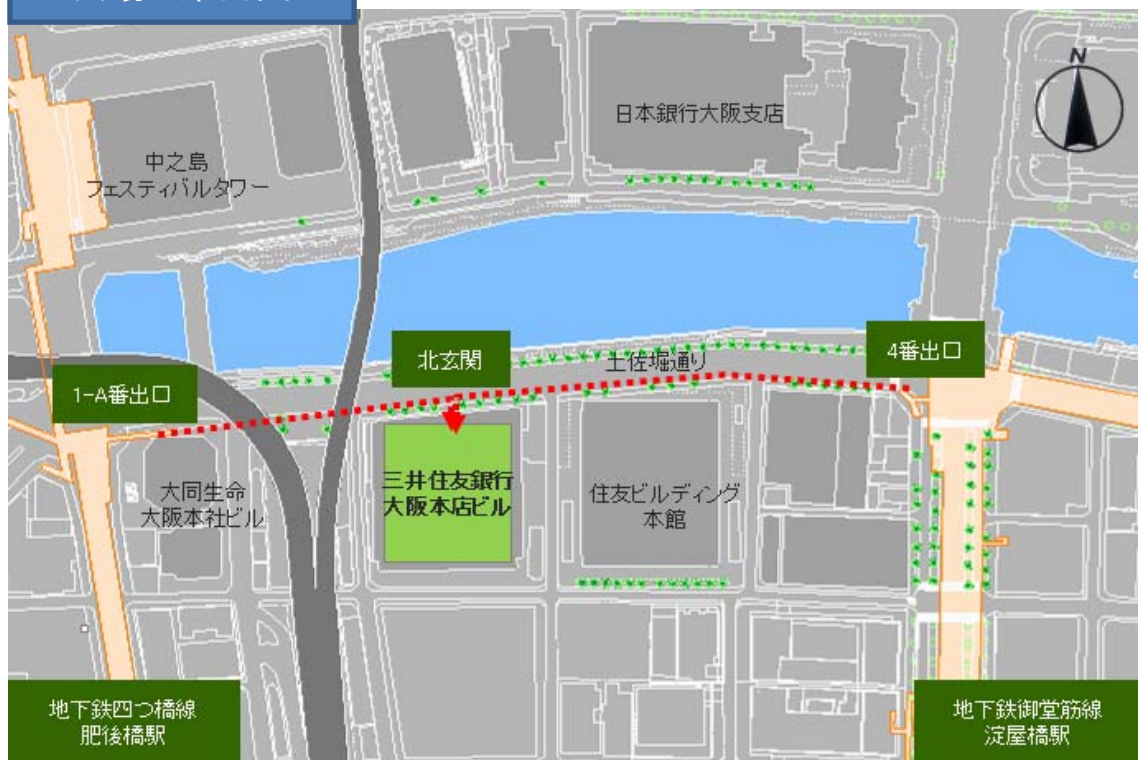 日本銀行大阪支店
N
中之島
フェスティバルタワー
北玄関
土佐堀通り
4番出口
1-A番出口
三井住友銀行
大阪本店ビル
大同生命
大阪本社ビル
住友ビルディング
本館
地下鉄四つ橋線
肥後橋駅
地下鉄御堂筋線
淀屋橋駅